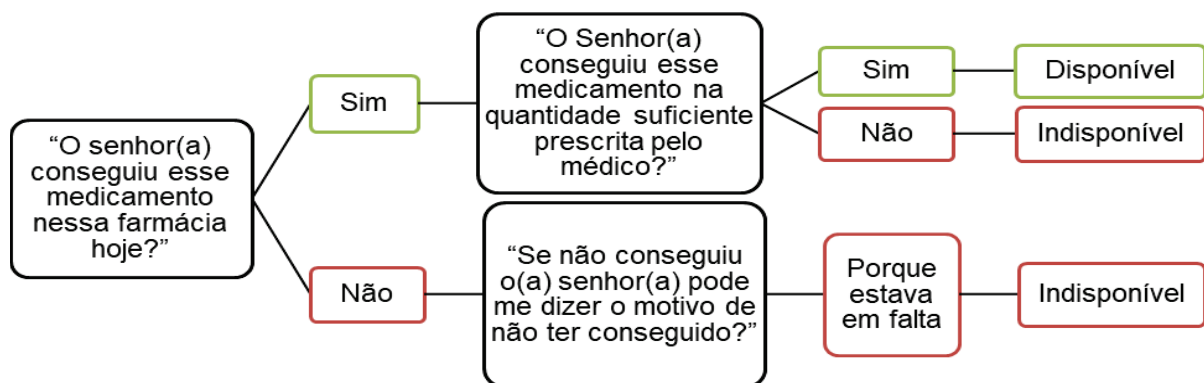 “O senhor(a)
conseguiu esse
medicamento
nessa farmácia
hoje?”
Sim
“O Senhor(a)
conseguiu esse
medicamento na
quantidade suficiente
prescrita pelo
médico?”
Sim
Disponível
Não
Indisponível
Não
“Se não conseguiu
o(a) senhor(a) pode
me dizer o motivo de
não ter conseguido?”
Porque
estava
em falta
Indisponível